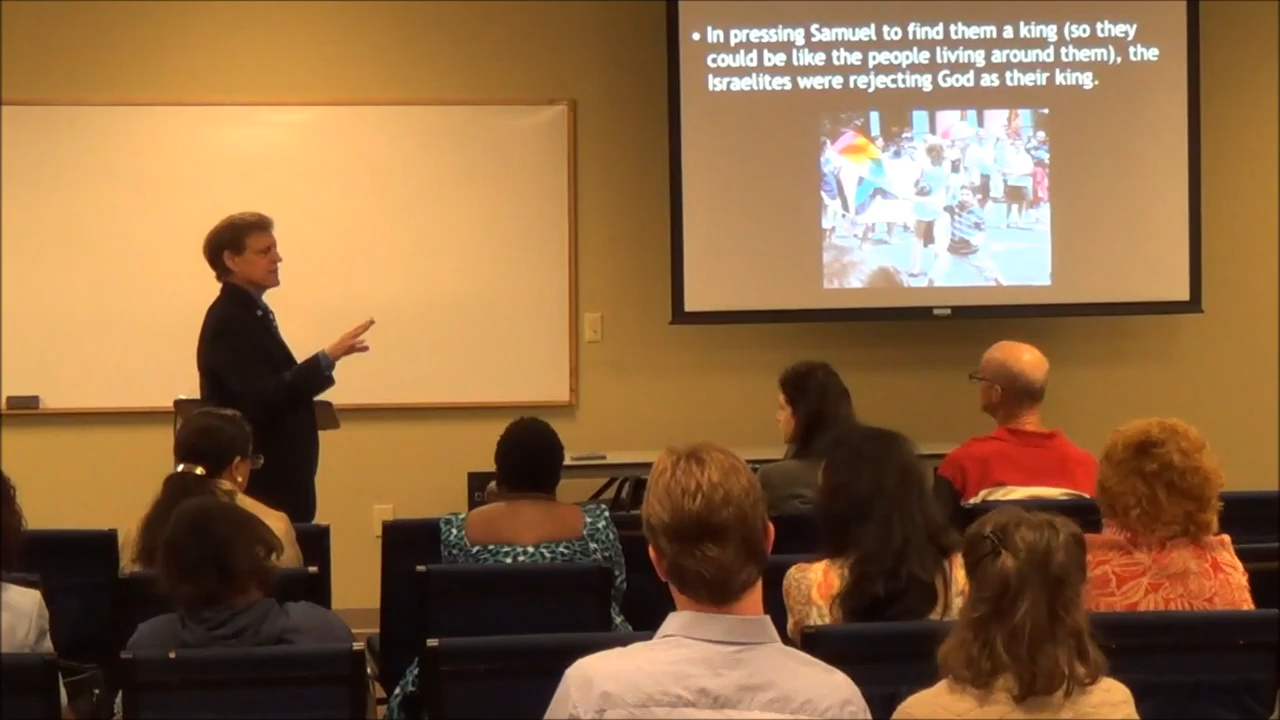 • In pressing Samuel to find them a king (so they
could be like the people living around them), the
Israelites were rejecting God as their king.